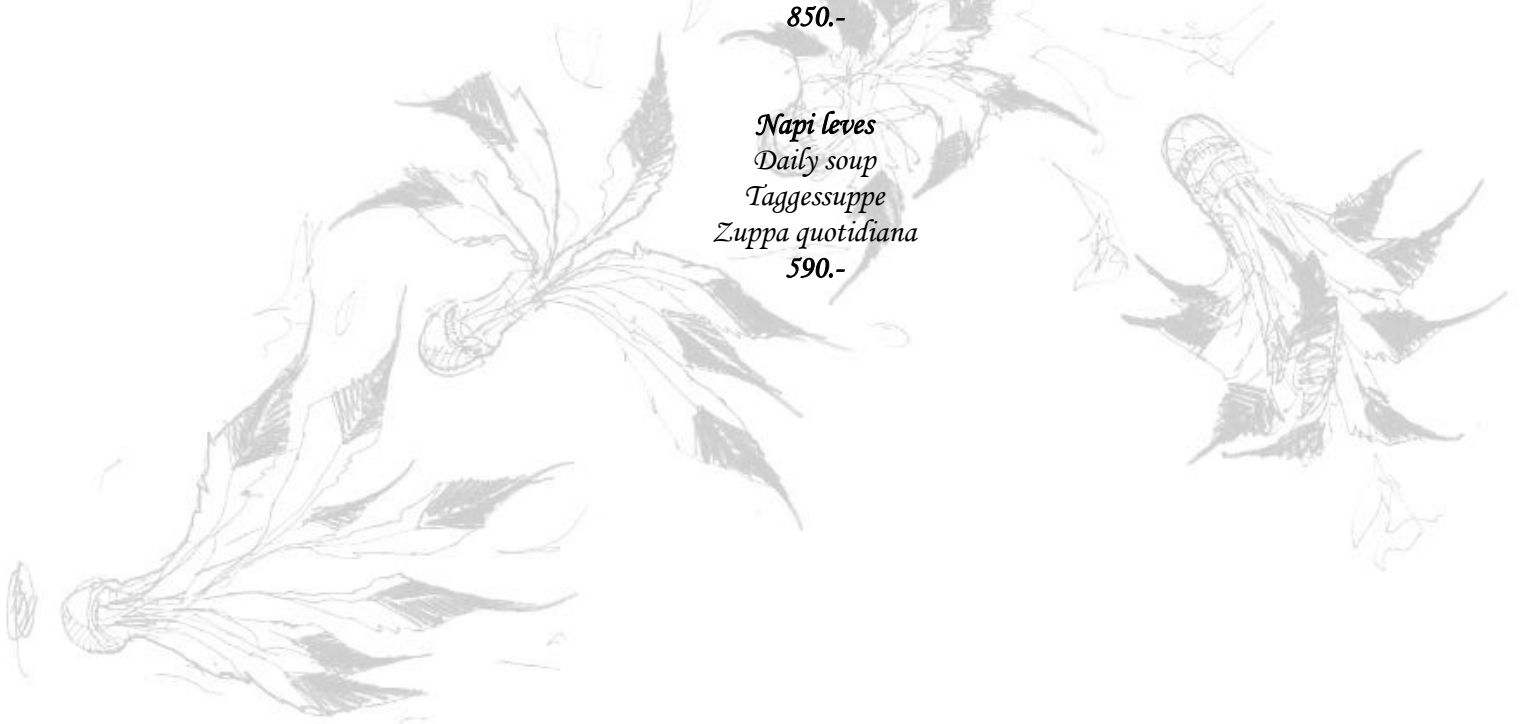 850.-
Napi leves
Daily soup
Taggessuppe
Zuppa quotidiana
590.-